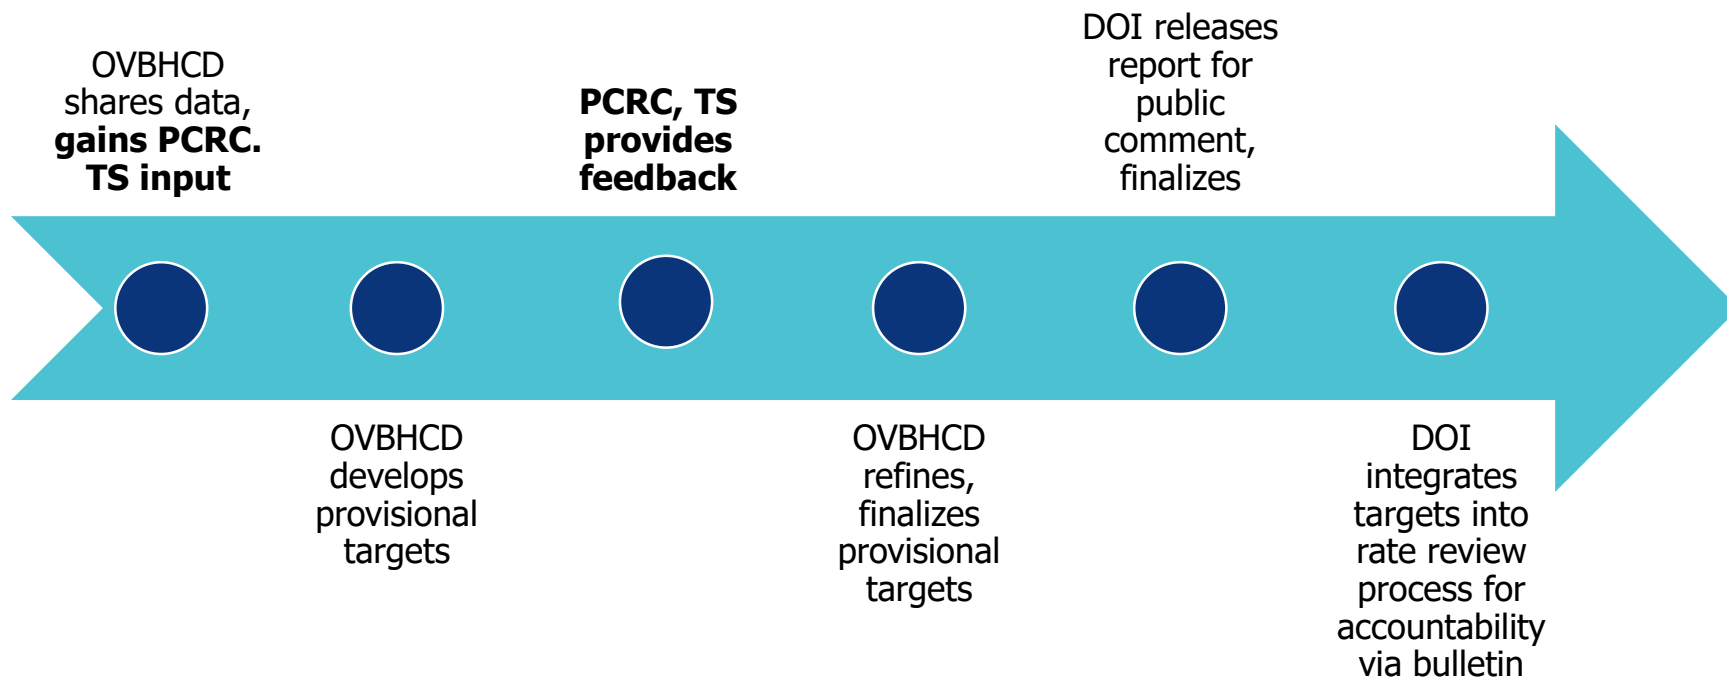 OVBHCD
shares data,
gains PCRC.
TS input
OVBHCD
develops
provisional
targets
PCRC, TS
provides
feedback
OVBHCD
refines,
finalizes
provisional
targets
DOI releases
report for
public
comment,
finalizes
DOI
integrates
targets into
rate review
process for
accountability
via bulletin